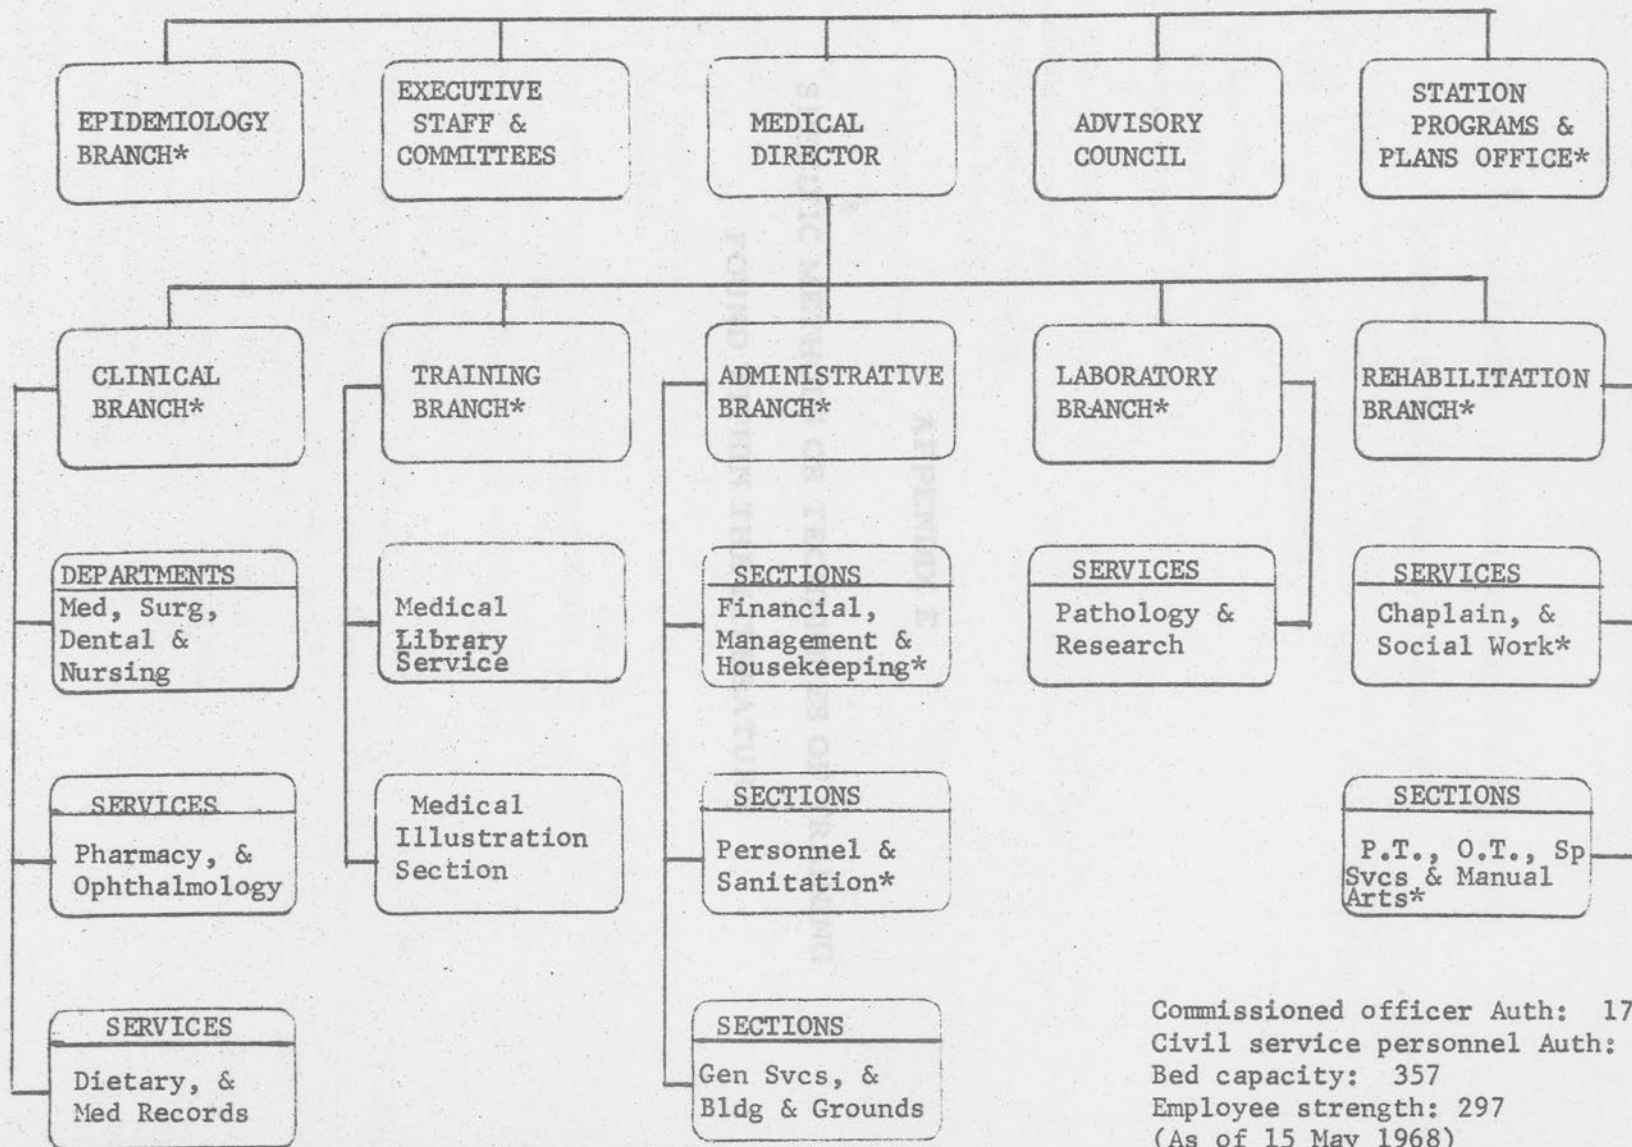 EPIDEMIOLOGY
BRANCH*
EXECUTIVE
STAFF &
COMMITTEES
MEDICAL
DIRECTOR
ADVISORY
COUNCIL
STATION
PROGRAMS &
PLANS OFFICE*
CLINICAL
BRANCH*
TRAINING
BRANCH*
ADMINISTRATIVE
BRANCH*
LABORATORY
BRANCH*
REHABILITATION
BRANCH*
DEPARTMENTS
Med, Surg,
Dental &
Nursing
Medical
Library
Service
SECTIONS
Financial,
Management &
Housekeeping*
SERVICES
Pathology &
Research
SERVICES
Chaplain, &
Social Work*
SERVICES
Pharmacy, &
Ophthalmology
Medical
Illustration
Section
SECTIONS
Personnel &
Sanitation*
SECTIONS
P.T., O.T., Sp
Svcs & Manual
Arts*
SERVICES
Dietary, &
Med Records
SECTIONS
Gen Svcs, &
Bldg & Grounds
Commissioned officer Auth: 17
Civil service personnel Auth:
Bed capacity: 357
Employee strength: 297
(As of 15 May 1968)
APPENDIX E